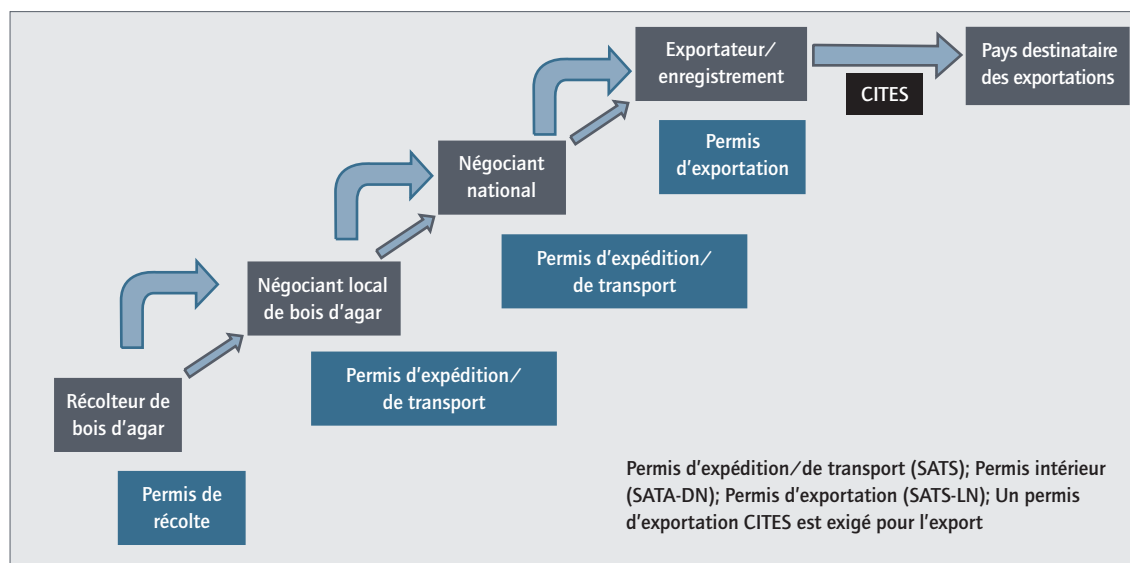 Exportateur/
enregistrement
Pays destinataire
des exportations
CITES
Permis
d'exportation
Négociant
national
Permis d'expédition/
de transport
Négociant local
de bois d'agar
Permis d'expédition/
de transport
Récolteur de
bois d'agar
Permis de
récolte
Permis d'expédition/de transport (SATS); Permis intérieur
(SATA-DN); Permis d'exportation (SATS-LN); Un permis
d'exportation CITES est exigé pour l'export